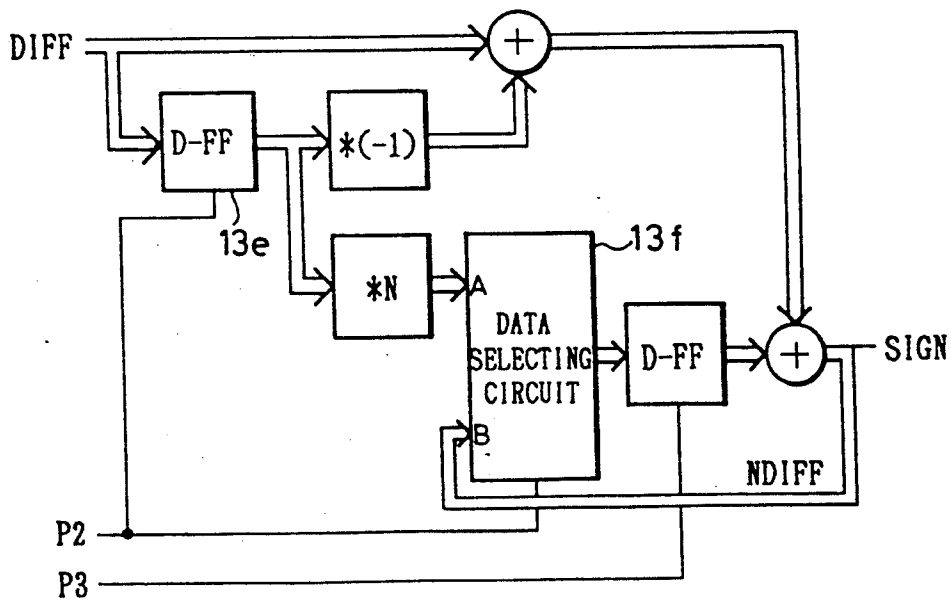 DIFF
+
D-FF
*(-1)
13e
13f
*N
A
DATA
SELECTING
CIRCUIT
D-FF
+
SIGN
B
NDIFF
P2
P3